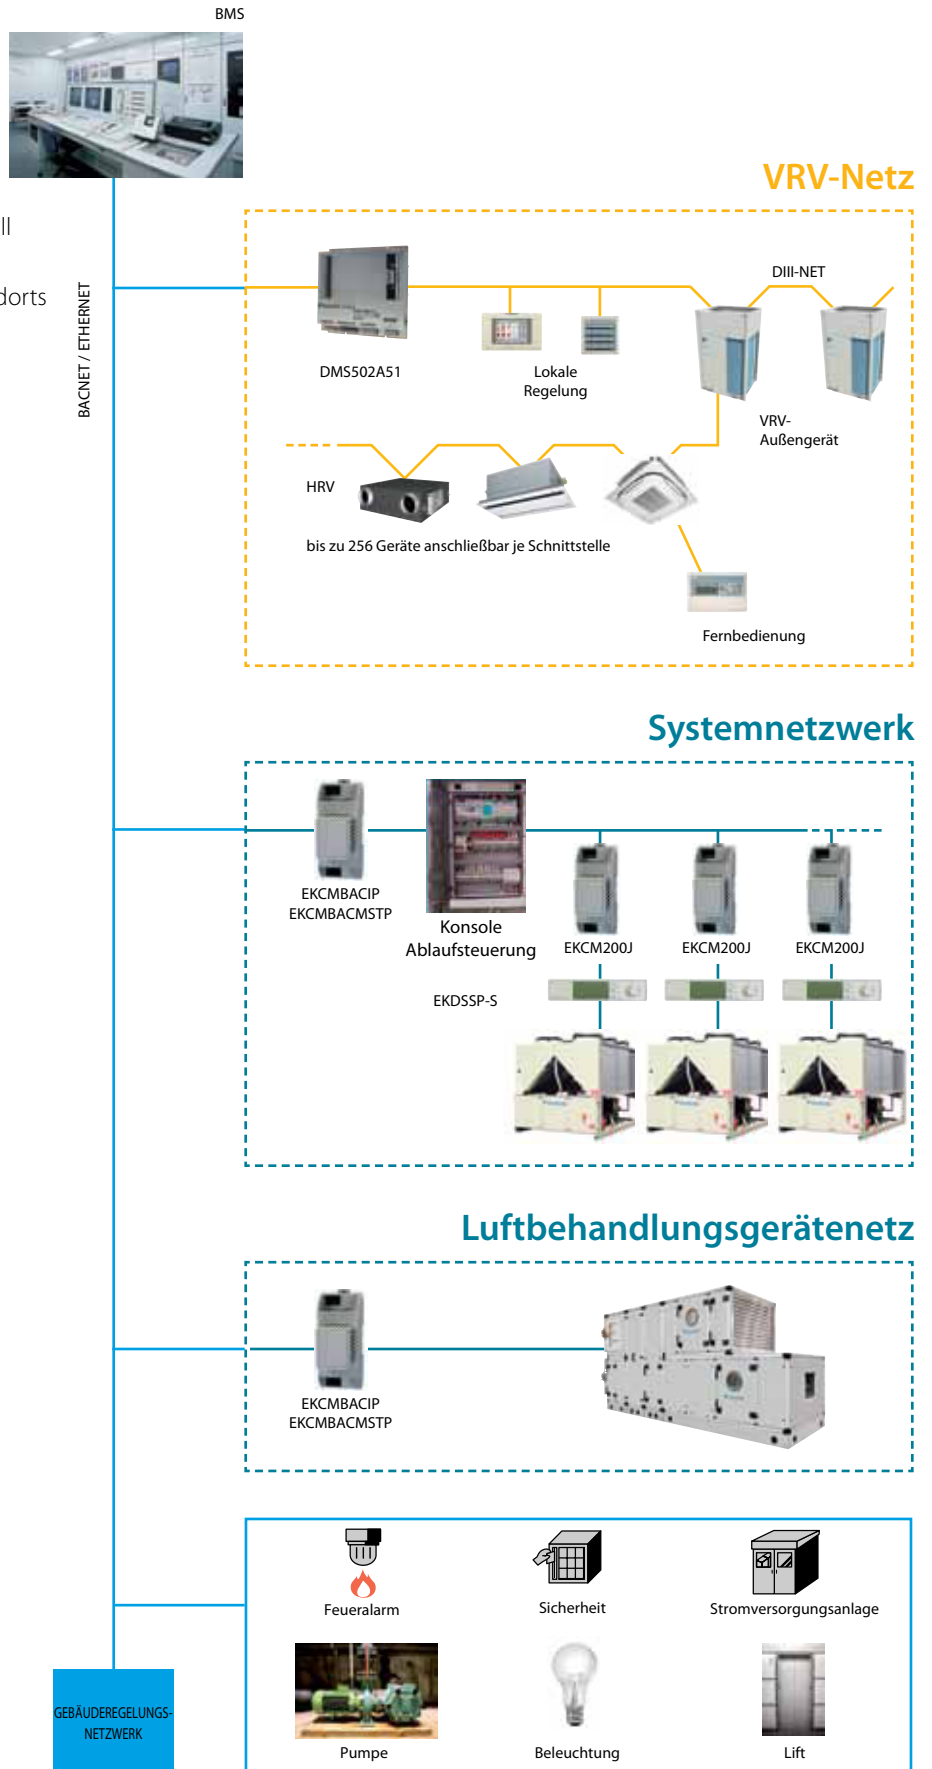 BMS
VRV-Netz
BACNET / ETHERNET
DIII-NET
DMS502A51
Lokale
Regelung
VRV-
Außengerät
HRV
bis zu 256 Geräte anschließbar je Schnittstelle
Fernbedienung
Systemnetzwerk
EKCMBACIP
EKCMBACMSTP
Konsole
Ablaufsteuerung
EKCM200J
EKCM200J
EKCM200J
EKDSSP-S
Luftbehandlungsgerätenetz
EKCMBACIP
EKCMBACMSTP
Feueralarm
Sicherheit
Stromversorgungsanlage
GEBÄUDEREGELUNGS-
NETZWERK
Pumpe
Beleuchtung
Lift